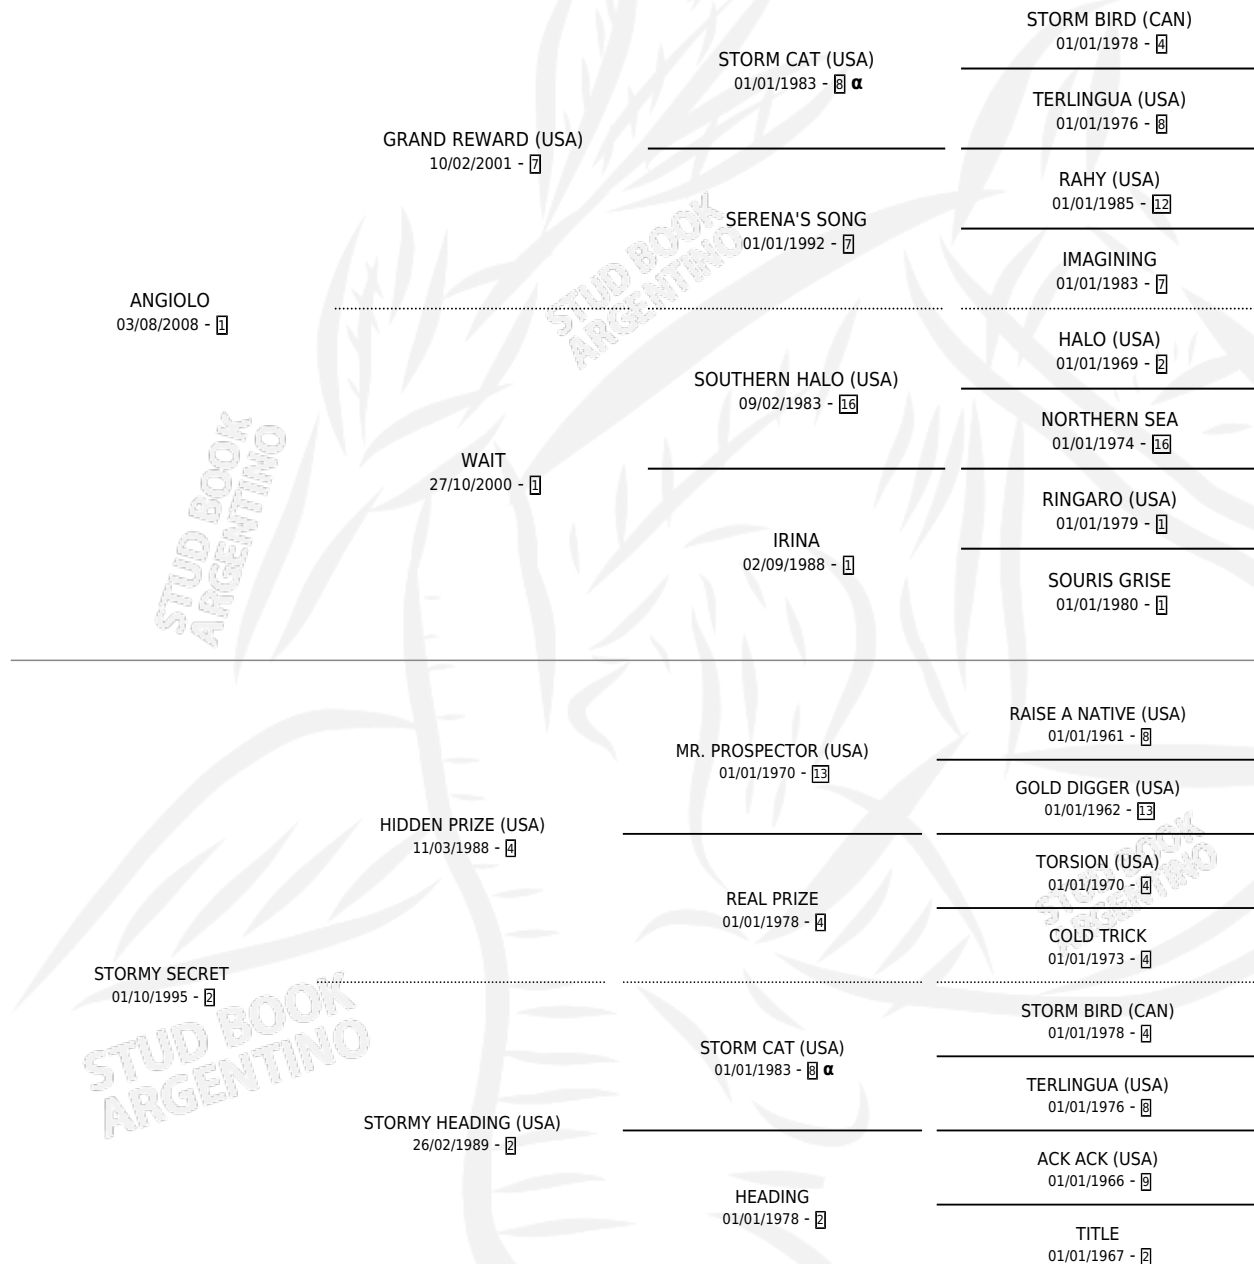 STORM BIRD (CAN)
01/01/1978 - 4
STORM CAT (USA)
01/01/1983 - 8 α
TERLINGUA (USA)
01/01/1976 - 8
GRAND REWARD (USA)
10/02/2001 - 7
RAHY (USA)
01/01/1985 - 12
SERENA'S SONG
01/01/1992 - 7
IMAGINING
01/01/1983 - 7
ANGIOLO
03/08/2008 - 1
HALO (USA)
01/01/1969 - 2
SOUTHERN HALO (USA)
09/02/1983 - 16
NORTHERN SEA
01/01/1974 - 16
WAIT
27/10/2000 - 1
RINGARO (USA)
01/01/1979 - 1
IRINA
02/09/1988 - 1
SOURIS GRISE
01/01/1980 - 1
STUD BOOK
ARGENTINO
STUD BOOK
ARGENTINO
RAISE A NATIVE (USA)
01/01/1961 - 8
MR. PROSPECTOR (USA)
01/01/1970 - 13
GOLD DIGGER (USA)
01/01/1962 - 13
HIDDEN PRIZE (USA)
11/03/1988 - 4
TORSION (USA)
01/01/1970 - 4
REAL PRIZE
01/01/1978 - 4
COLD TRICK
01/01/1973 - 4
STUD BOOK
ARGENTINO
STORMY SECRET
01/10/1995 - 2
STORM BIRD (CAN)
01/01/1978 - 4
STORM CAT (USA)
01/01/1983 - 8 α
TERLINGUA (USA)
01/01/1976 - 8
STORMY HEADING (USA)
26/02/1989 - 2
ACK ACK (USA)
01/01/1966 - 9
HEADING
01/01/1978 - 2
TITLE
01/01/1967 - 2
STUD BOOK
ARGENTINO